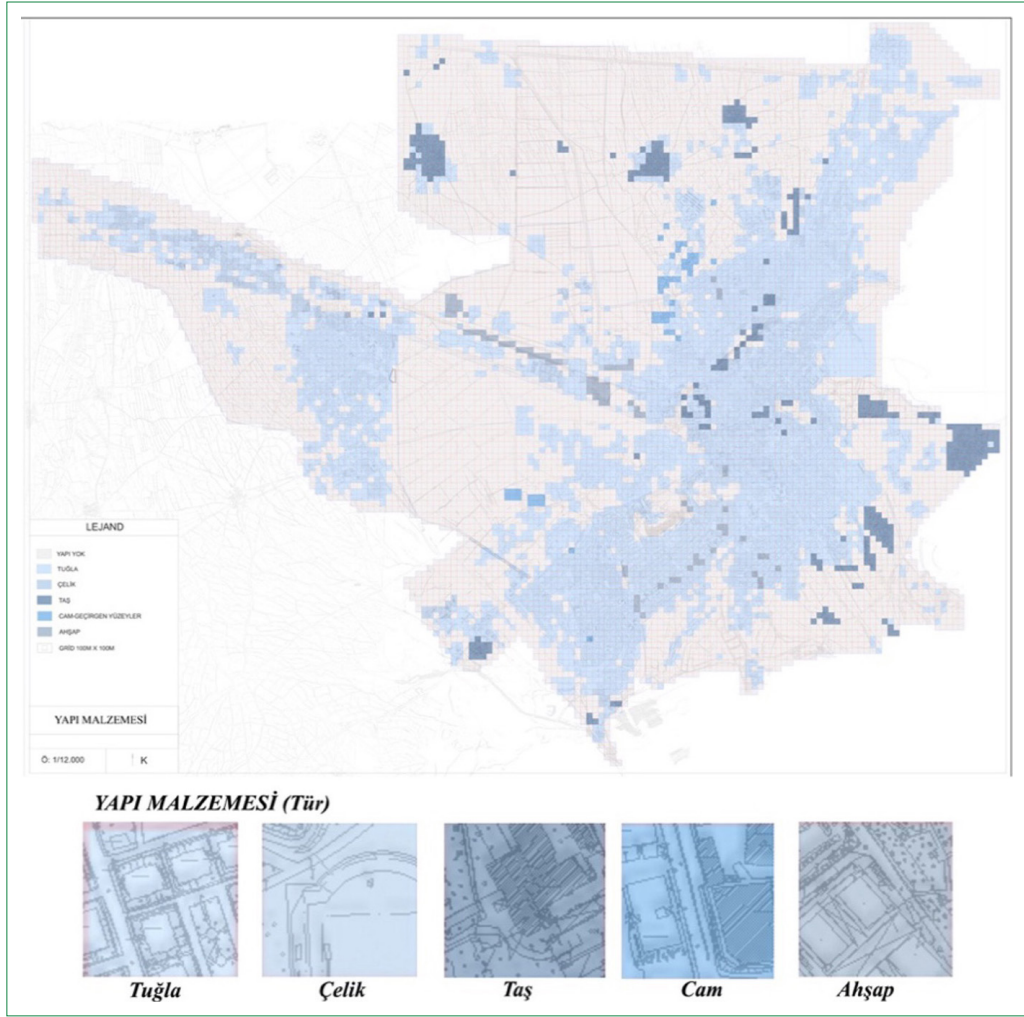 LEJAND
YAPI YOK
TUĞLA
ÇELİK
TAŞ
CAM-GEÇİRGEN YÜZEYLER
AHŞAP
GRİD 100M X 100M
YAPI MALZEMESİ
Ö: 1/12.000
K
YAPI MALZEMESİ (Tür)
Tuğla
Çelik
Taş
Cam
Ahşap